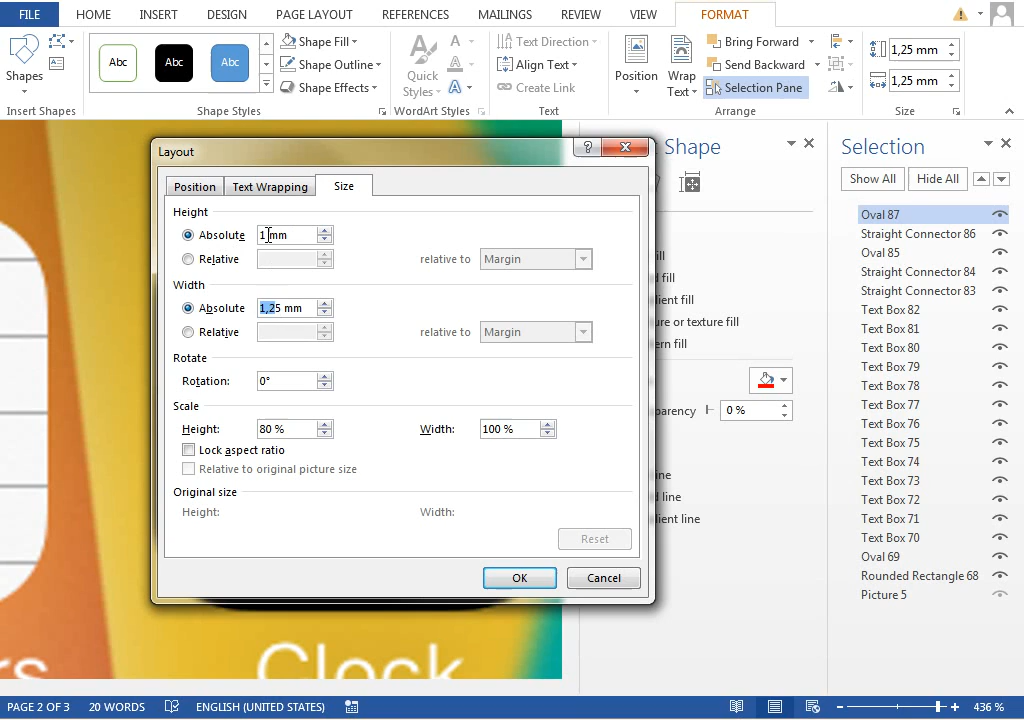 FILE HOME INSERT DESIGN PAGE LAYOUT REFERENCES MAILINGS REVIEW VIEW FORMAT
Shapes
Insert Shapes
Abc Abc Abc
Shape Fill
Shape Outline
Shape Effects
Shape Styles
Quick
Styles
WordArt Styles
Text Direction
Align Text
Create Link
Text
Position
Wrap
Text
Bring Forward
Send Backward
Selection Pane
Arrange
1,25 mm
1,25 mm
Size
Layout
Position Text Wrapping Size
Height
Absolute 1 mm
Relative relative to Margin
Width
Absolute 1,25 mm
Relative relative to Margin
Rotate
Rotation: 0°
Scale
Height: 80 % Width: 100 %
Lock aspect ratio
Relative to original picture size
Original size
Height: Width:
Reset
OK Cancel
Shape
ill
d fill
ient fill
ure or texture fill
ern fill
parency 0 %
ine
d line
ient line
Selection
Show All Hide All
Oval 87
Straight Connector 86
Oval 85
Straight Connector 84
Straight Connector 83
Text Box 82
Text Box 81
Text Box 80
Text Box 79
Text Box 78
Text Box 77
Text Box 76
Text Box 75
Text Box 74
Text Box 73
Text Box 72
Text Box 71
Text Box 70
Oval 69
Rounded Rectangle 68
Picture 5
rs Clock
PAGE 2 OF 3 20 WORDS ENGLISH (UNITED STATES) 436 %